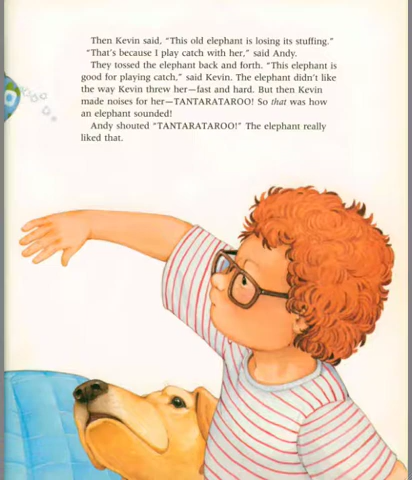 Then Kevin said, "This old elephant is losing its stuffing."
"That's because I play catch with her," said Andy.
They tossed the elephant back and forth. "This elephant is
good for playing catch," said Kevin. The elephant didn't like
the way Kevin threw her—fast and hard. But then Kevin
made noises for her—TANTARATAROO! So that was how
an elephant sounded!
Andy shouted "TANTARATAROO!" The elephant really
liked that.